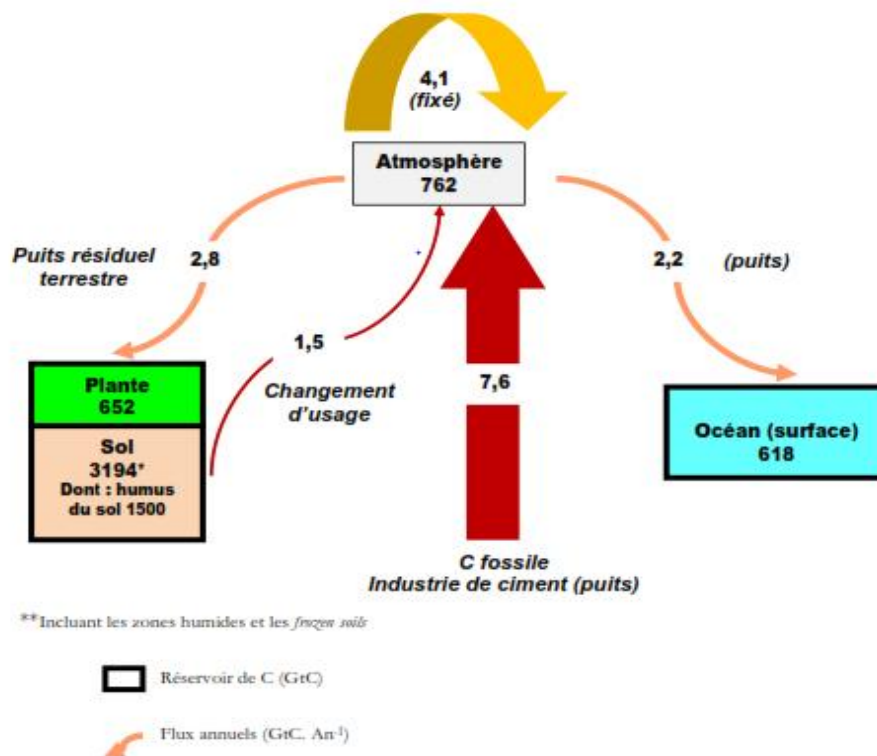 4,1
(fixé)
Atmosphère
762
Puits résiduel
terrestre
2,8
2,2
(puits)
1,5
Changement
d'usage
7,6
Plante
652
Sol
3194*
Dont : humus
du sol 1500
Océan (surface)
618
C fossile
Industrie de ciment (puits)
**Incluant les zones humides et les frozen soils
Réservoir de C (GtC)
Flux annuels (GtC. An-1)